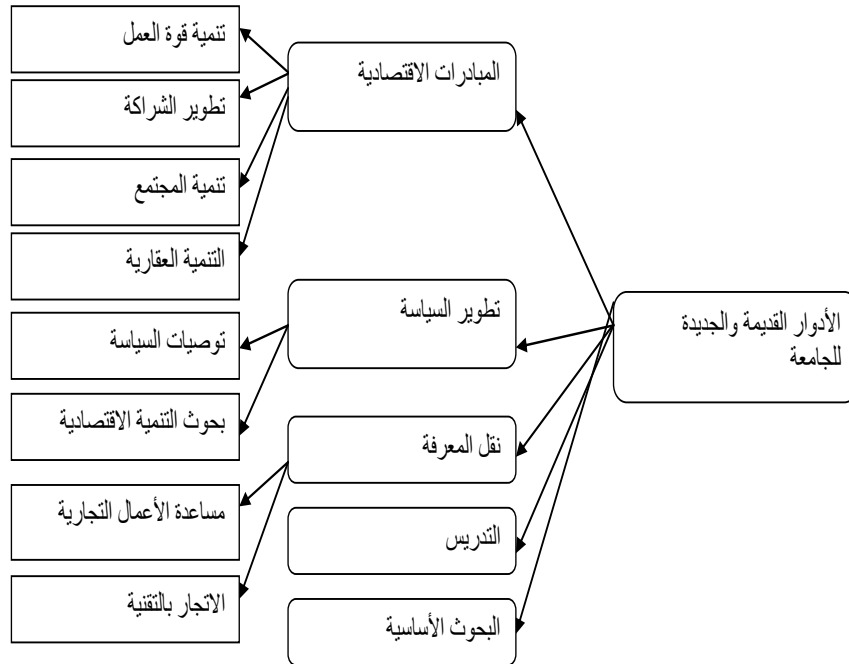 الأدوار القديمة والجديدة
للجامعة
المبادرات الاقتصادية
تنمية قوة العمل
تطوير الشراكة
تنمية المجتمع
التنمية العقارية
تطوير السياسة
توصيات السياسة
بحوث التنمية الاقتصادية
نقل المعرفة
مساعدة الأعمال التجارية
الاتجار بالتقنية
التدريس
البحوث الأساسية